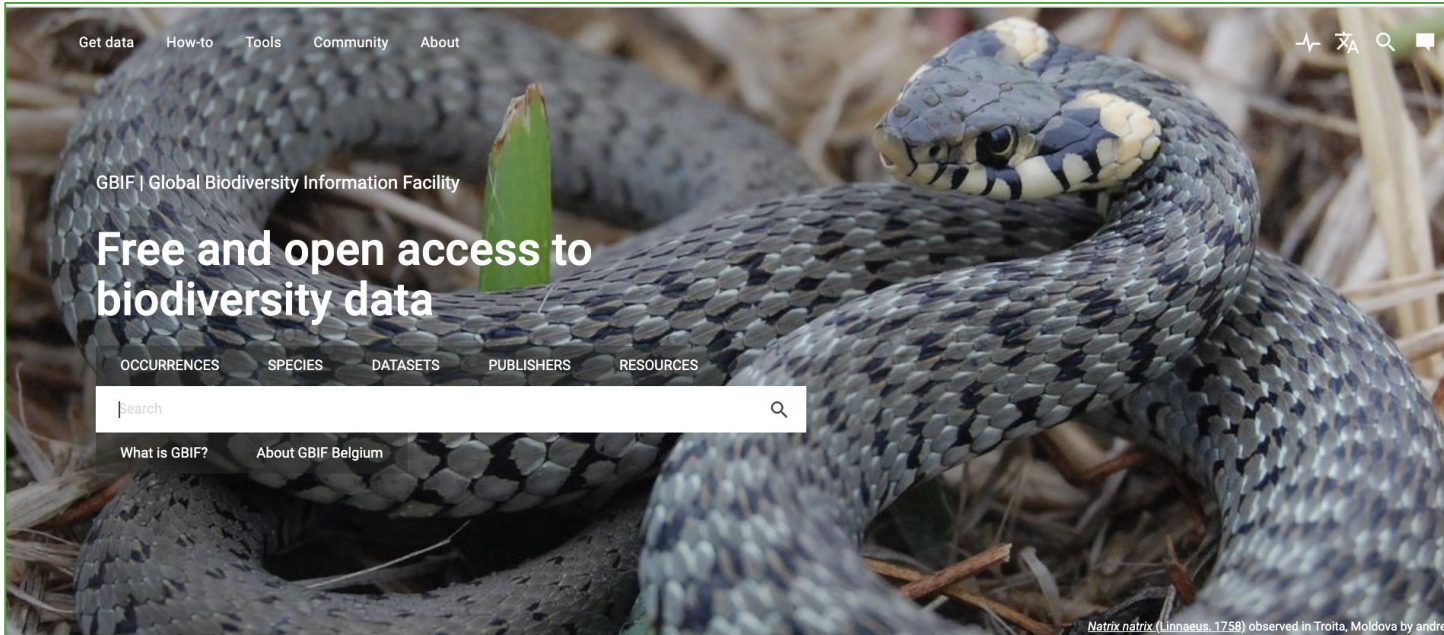 Get data How-to Tools Community About
GBIF | Global Biodiversity Information Facility
Free and open access to
biodiversity data
OCCURRENCES SPECIES DATASETS PUBLISHERS RESOURCES
Search
What is GBIF? About GBIF Belgium
Natrix natrix (Linnaeus, 1758) observed in Troita, Moldova by andre